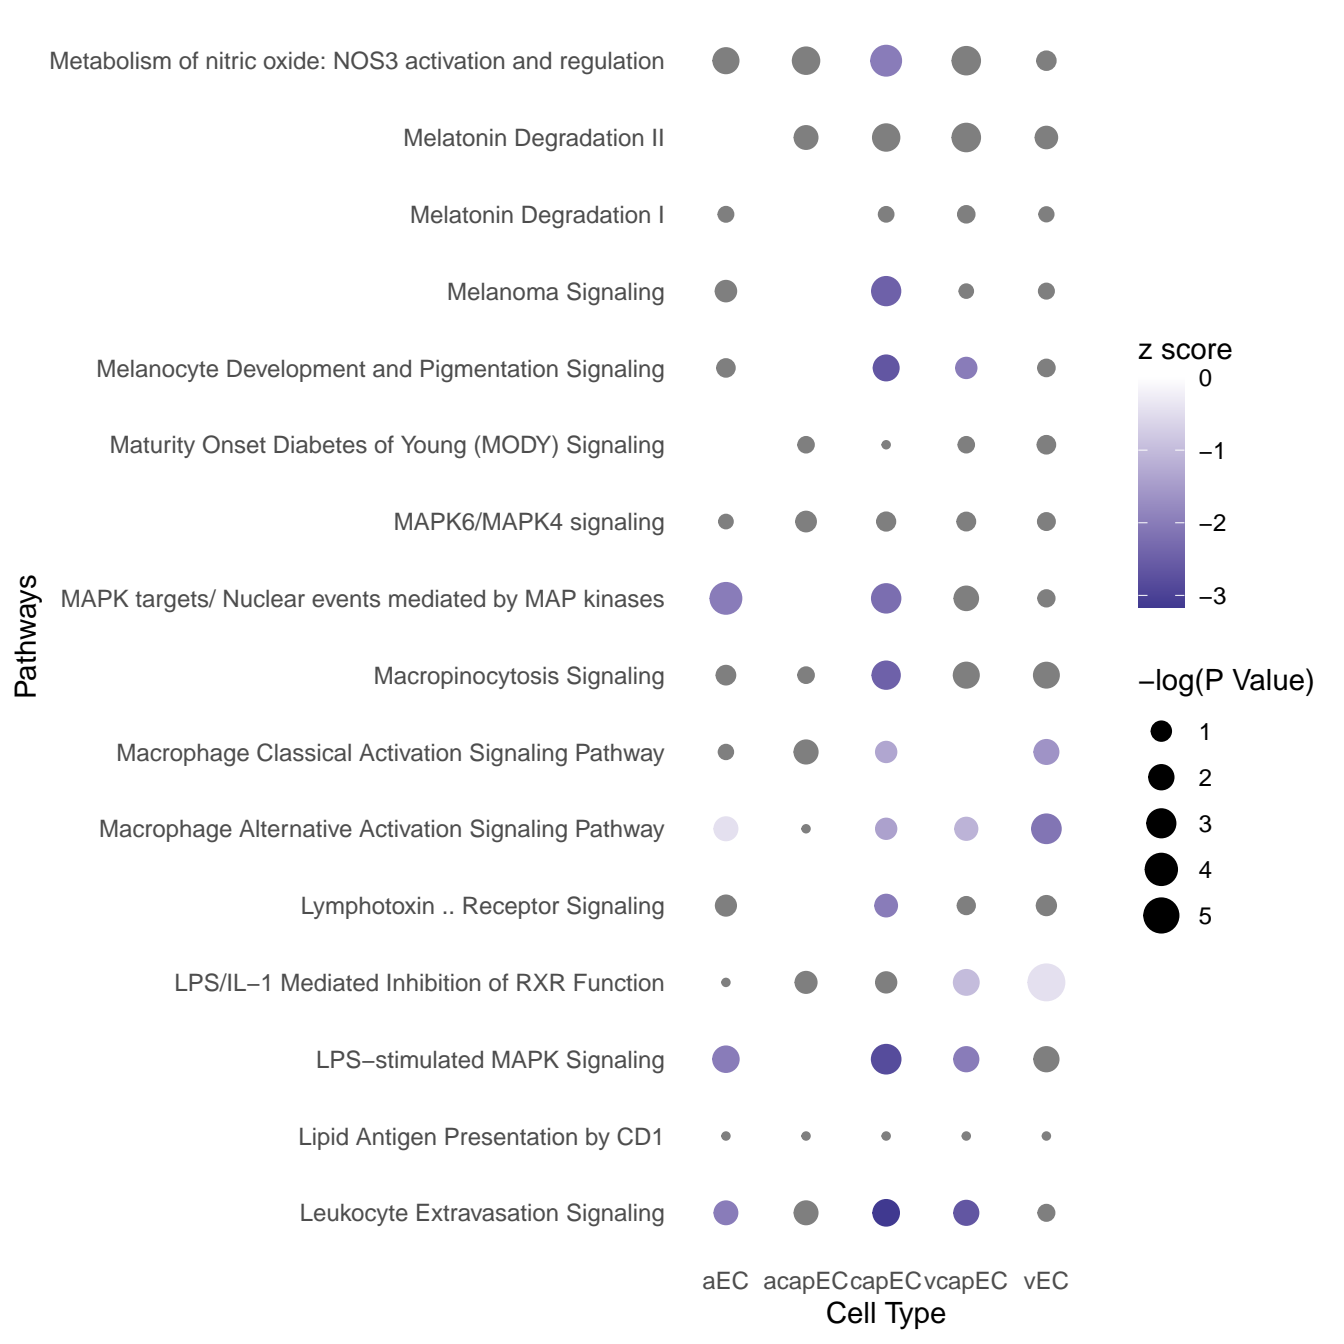 Metabolism of nitric oxide: NOS3 activation and regulation
Melatonin Degradation II
Melatonin Degradation I
Melanoma Signaling
Melanocyte Development and Pigmentation Signaling
Maturity Onset Diabetes of Young (MODY) Signaling
MAPK6/MAPK4 signaling
MAPK targets/ Nuclear events mediated by MAP kinases
Macropinocytosis Signaling
Macrophage Classical Activation Signaling Pathway
Macrophage Alternative Activation Signaling Pathway
Lymphotoxin .. Receptor Signaling
LPS/IL−1 Mediated Inhibition of RXR Function
LPS−stimulated MAPK Signaling
Lipid Antigen Presentation by CD1
Leukocyte Extravasation Signaling
Pathways
aEC acapEC capEC vcapEC vEC
Cell Type
z score
0
−1
−2
−3
−log(P Value)
1
2
3
4
5